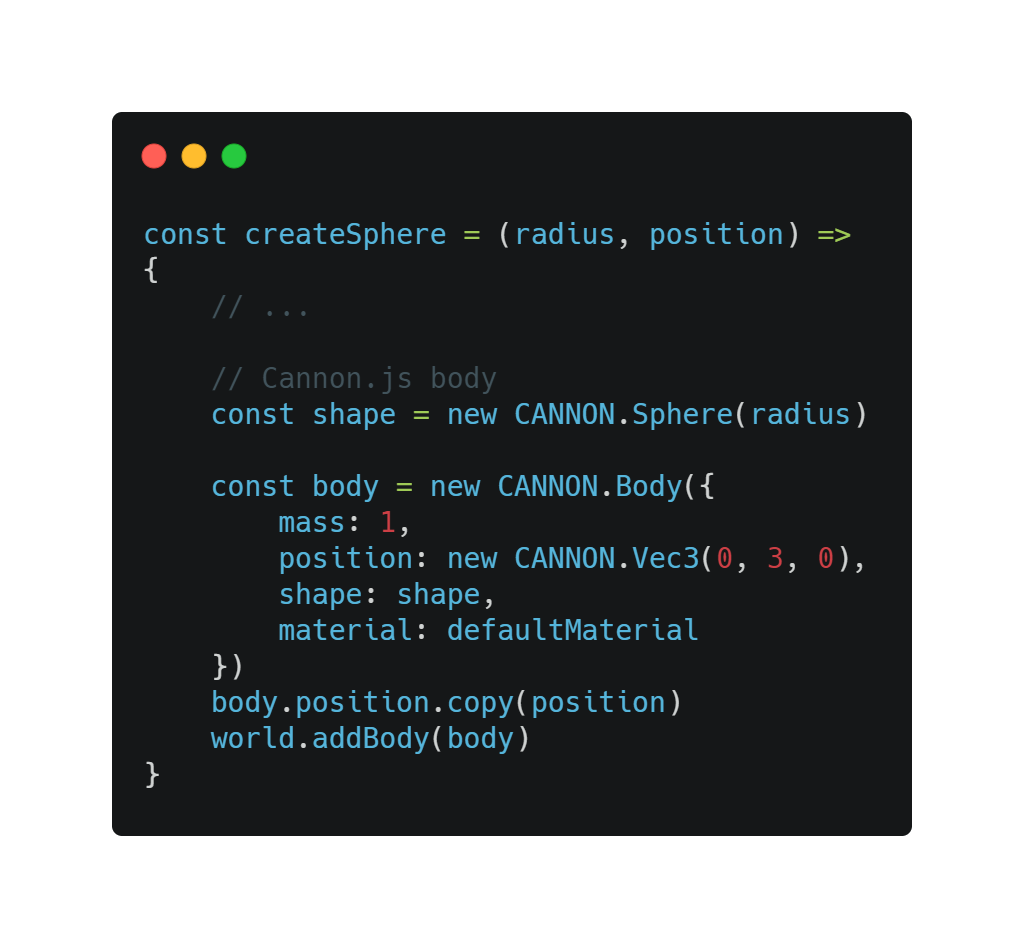 const createSphere = (radius, position) =>
{
    // ...

    // Cannon.js body
    const shape = new CANNON.Sphere(radius)

    const body = new CANNON.Body({
        mass: 1,
        position: new CANNON.Vec3(0, 3, 0),
        shape: shape,
        material: defaultMaterial
    })
    body.position.copy(position)
    world.addBody(body)
}